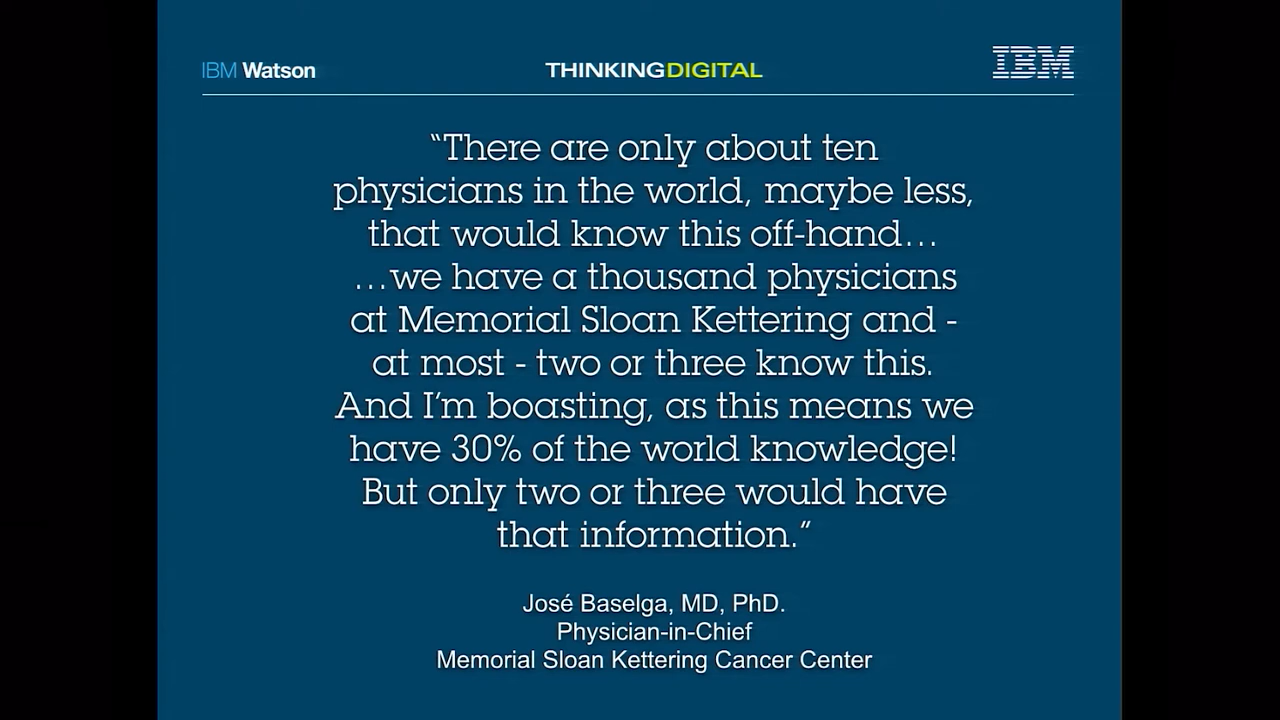 IBM Watson
THINKINGDIGITAL
IBM
“There are only about ten
physicians in the world, maybe less,
that would know this off-hand…
…we have a thousand physicians
at Memorial Sloan Kettering and -
at most - two or three know this.
And I’m boasting, as this means we
have 30% of the world knowledge!
But only two or three would have
that information.”
José Baselga, MD, PhD.
Physician-in-Chief
Memorial Sloan Kettering Cancer Center